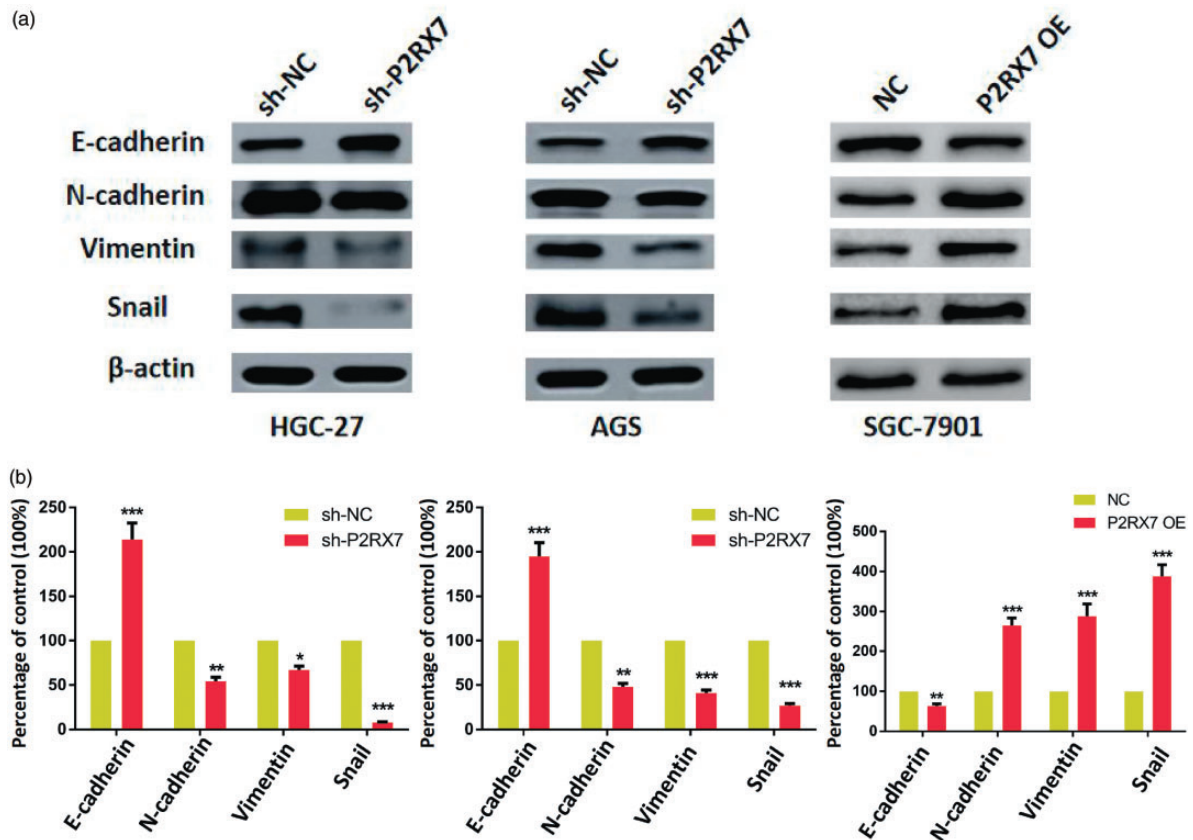 (a)
sh-NC sh-P2RX7 sh-NC sh-P2RX7 NC P2RX7 OE
E-cadherin
N-cadherin
Vimentin
Snail
β-actin
HGC-27 AGS SGC-7901
(b)
Percentage of control (100%)
250
200
150
100
50
0
sh-NC
sh-P2RX7
***
**
*
***
E-cadherin N-cadherin Vimentin Snail
Percentage of control (100%)
250
200
150
100
50
0
sh-NC
sh-P2RX7
***
**
***
***
E-cadherin N-cadherin Vimentin Snail
Percentage of control (100%)
500
400
300
200
100
0
NC
P2RX7 OE
**
***
***
***
E-cadherin N-cadherin Vimentin Snail